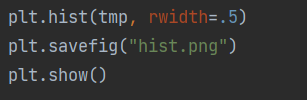 plt.hist(tmp, rwidth=.5)
plt.savefig("hist.png")
plt.show()